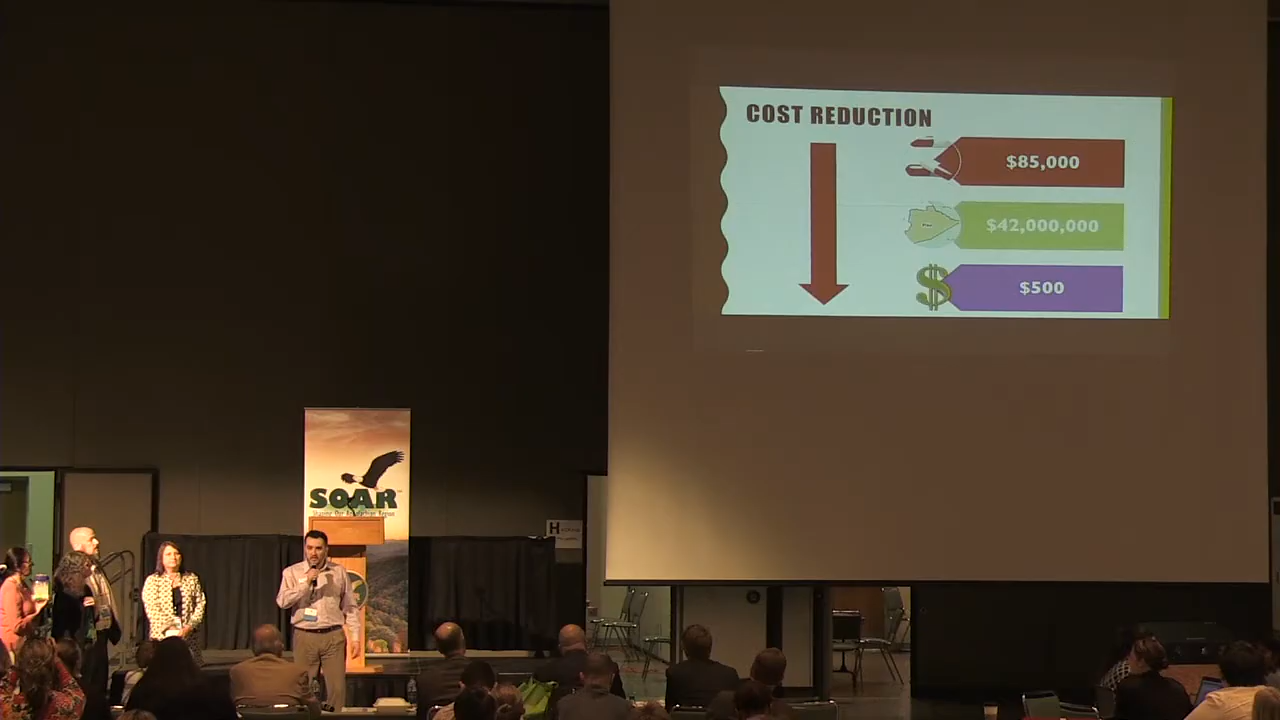 COST REDUCTION
$85,000
$42,000,000
$500
SOAR
H